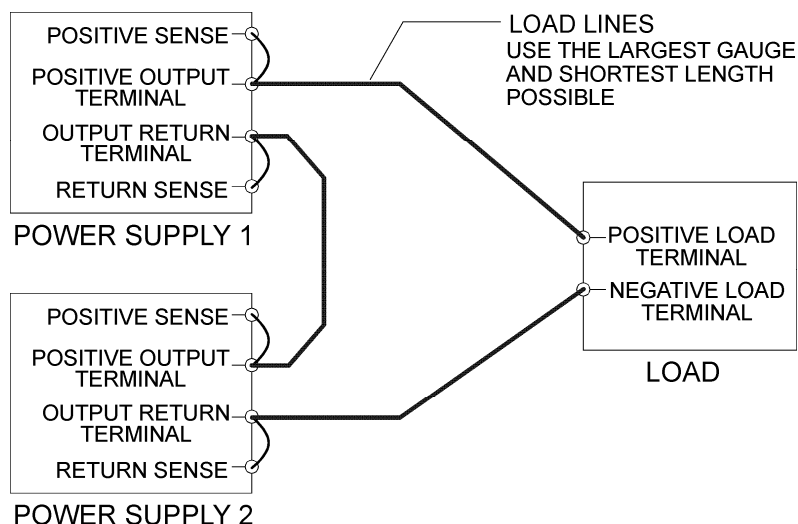 POSITIVE SENSE
POSITIVE OUTPUT
TERMINAL
OUTPUT RETURN
TERMINAL
RETURN SENSE
POWER SUPPLY 1
LOAD LINES
USE THE LARGEST GAUGE
AND SHORTEST LENGTH
POSSIBLE
POSITIVE LOAD
TERMINAL
NEGATIVE LOAD
TERMINAL
LOAD
POSITIVE SENSE
POSITIVE OUTPUT
TERMINAL
OUTPUT RETURN
TERMINAL
RETURN SENSE
POWER SUPPLY 2